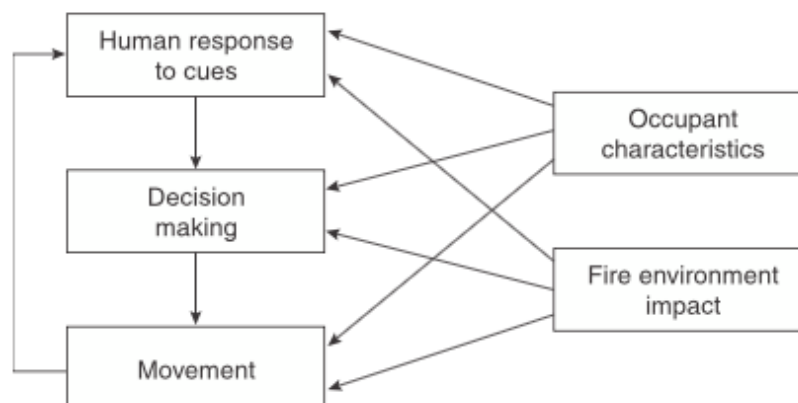 Human response
to cues
Occupant
characteristics
Decision
making
Fire environment
impact
Movement